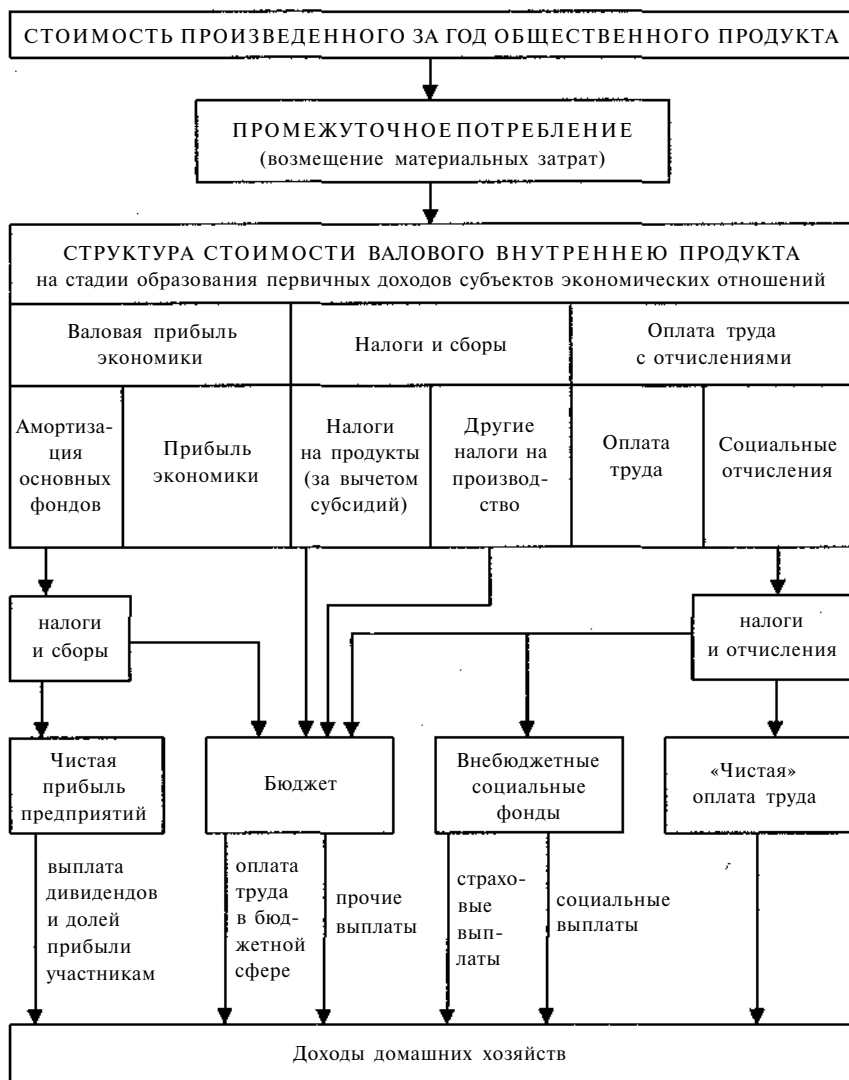 СТОИМОСТЬ ПРОИЗВЕДЕННОГО ЗА ГОД ОБЩЕСТВЕННОГО ПРОДУКТА
ПРОМЕЖУТОЧНОЕ ПОТРЕБЛЕНИЕ
(возмещение материальных затрат)
СТРУКТУРА СТОИМОСТИ ВАЛОВОГО ВНУТРЕННЕЮ ПРОДУКТА
на стадии образования первичных доходов субъектов экономических отношений
Валовая прибыль
экономики
Налоги и сборы
Оплата труда
с отчислениями
Амортиза-
ция
основных
фондов
Прибыль
экономики
Налоги
на продукты
(за вычетом
субсидий)
Другие
налоги на
производ-
ство
Оплата
труда
Социальные
отчисления
налоги
и сборы
налоги
и отчисления
Чистая
прибыль
предприятий
Бюджет
Внебюджетные
социальные
фонды
«Чистая»
оплата труда
выплата
дивидендов
и долей
прибыли
участникам
оплата
труда
в бюд-
жетной
сфере
прочие
выплаты
страхо-
вые
вып-
латы
социальные
выплаты
Доходы домашних хозяйств